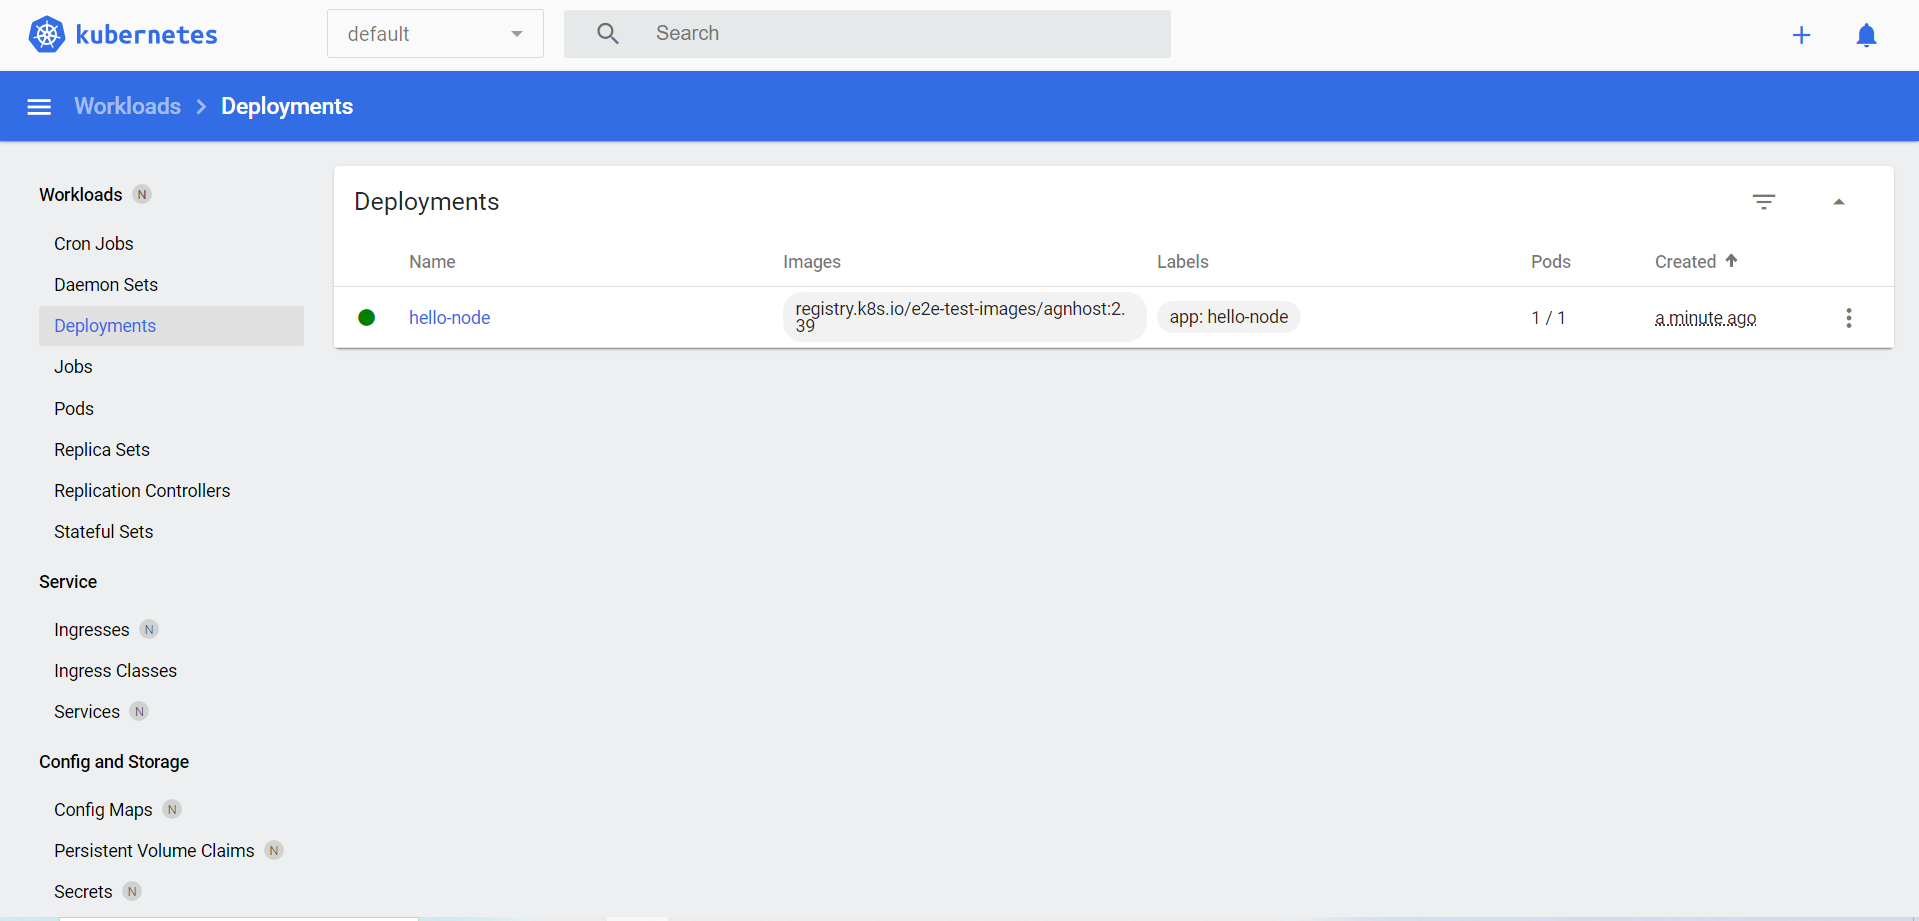 kubernetes
default
Search
Workloads > Deployments
Workloads N
Cron Jobs
Daemon Sets
Deployments
Jobs
Pods
Replica Sets
Replication Controllers
Stateful Sets
Service
Ingresses N
Ingress Classes
Services N
Config and Storage
Config Maps N
Persistent Volume Claims N
Secrets N
Deployments
Name Images Labels Pods Created
hello-node registry.k8s.io/e2e-test-images/agnhost:2. app: hello-node 1 / 1 a minute ago
39